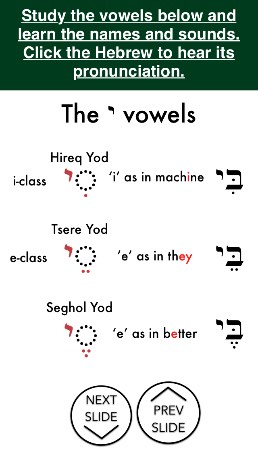 Study the vowels below and
learn the names and sounds.
Click the Hebrew to hear its
pronunciation.
The י vowels
Hireq Yod
i-class ◌ִי ‘i’ as in machine בִּי
Tsere Yod
e-class ◌ֵי ‘e’ as in they בֵּי
Seghol Yod
◌ֶי ‘e’ as in better בֶּי
NEXT
SLIDE
PREV
SLIDE